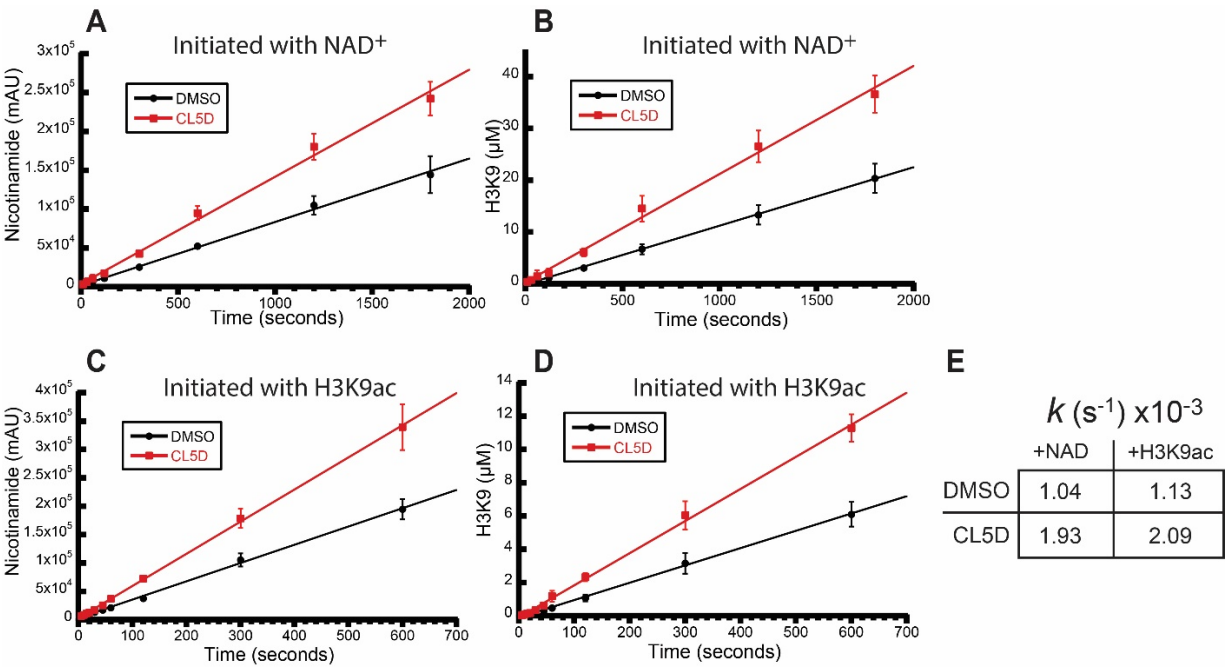 A
Initiated with NAD+
Nicotinamide (mAU)
3x10^5
2.5x10^5
2x10^5
1.5x10^5
1x10^5
5x10^4
0
DMSO
CL5D
0 500 1000 1500 2000
Time (seconds)
B
Initiated with NAD+
H3K9 (µM)
40
30
20
10
0
DMSO
CL5D
0 500 1000 1500 2000
Time (seconds)
C
Initiated with H3K9ac
Nicotinamide (mAU)
4x10^5
3.5x10^5
3x10^5
2.5x10^5
2x10^5
1.5x10^5
1x10^5
5x10^4
0
DMSO
CL5D
0 100 200 300 400 500 600 700
Time (seconds)
D
Initiated with H3K9ac
H3K9 (µM)
14
12
10
8
6
4
2
0
DMSO
CL5D
0 100 200 300 400 500 600 700
Time (seconds)
E
k (s^-1) x10^-3
+NAD +H3K9ac
DMSO 1.04 1.13
CL5D 1.93 2.09